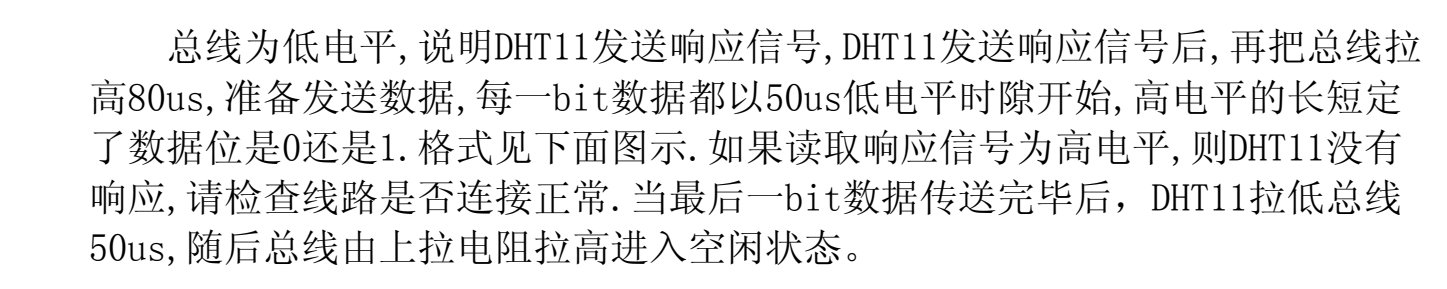 总线为低电平,说明DHT11发送响应信号,DHT11发送响应信号后,再把总线拉
高80us,准备发送数据,每一bit数据都以50us低电平时隙开始,高电平的长短定
了数据位是0还是1.格式见下面图示.如果读取响应信号为高电平,则DHT11没有
响应,请检查线路是否连接正常.当最后一bit数据传送完毕后，DHT11拉低总线
50us,随后总线由上拉电阻拉高进入空闲状态。